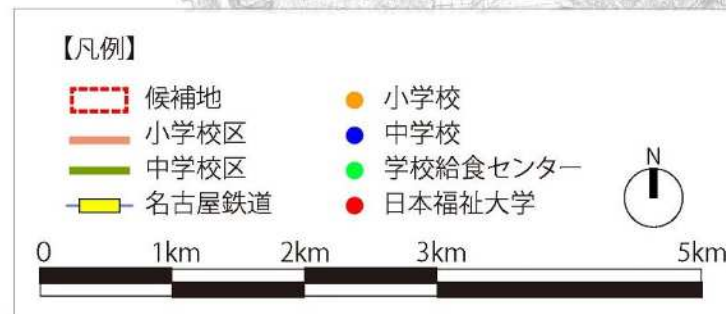 【凡例】
候補地
小学校
小学校区
中学校
中学校区
学校給食センター
名古屋鉄道
日本福祉大学
N
0 1km 2km 3km 5km